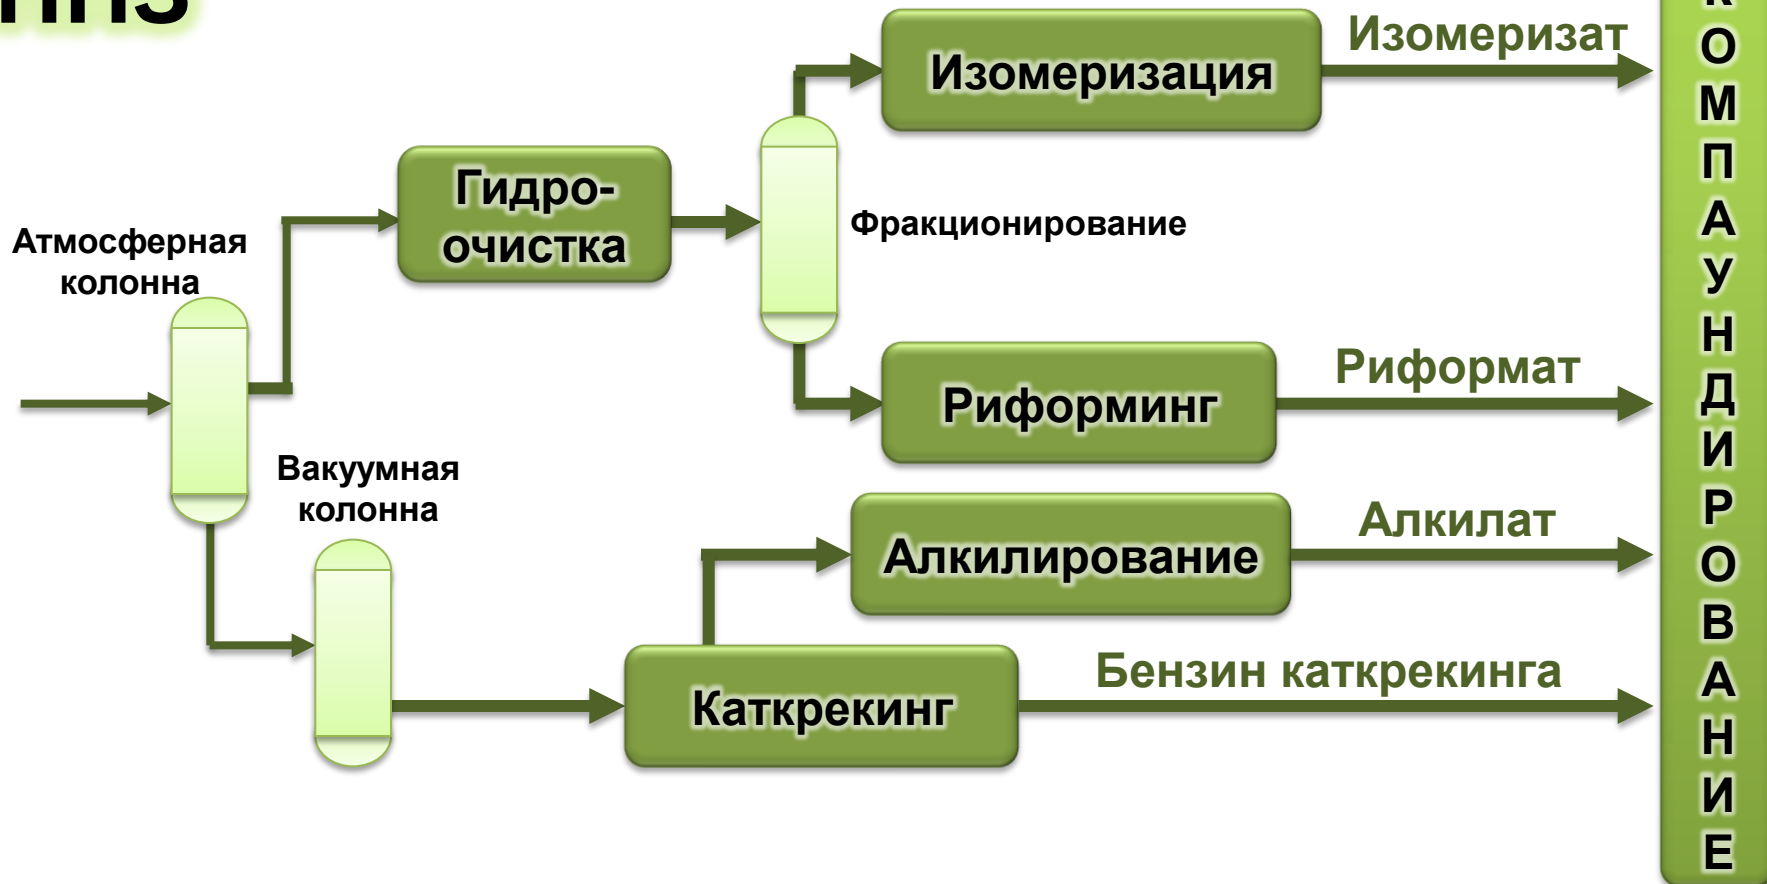 Изомеризат
Изомеризация
Гидро-
очистка
Фракционирование
Атмосферная
колонна
Риформат
Риформинг
Вакуумная
колонна
Алкилат
Алкилирование
Бензин каткрекинга
Каткрекинг
К
О
М
П
А
У
Н
Д
И
Р
О
В
А
Н
И
Е